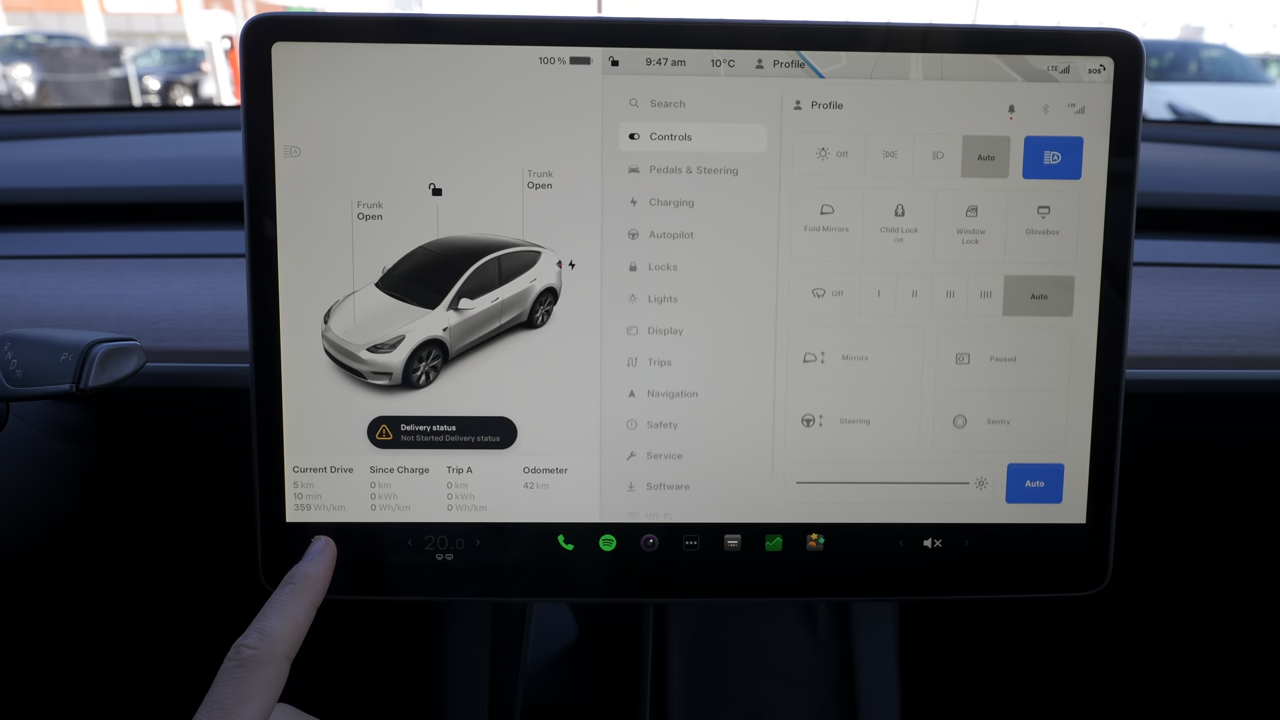 100 %
9:47 am
10°C
Profile
LTE
SOS
Trunk
Open
Frunk
Open
Delivery status
Not Started Delivery status
Current Drive
5 km
10 min
359 Wh/km
Since Charge
0 km
0 kWh
0 Wh/km
Trip A
0 km
0 kWh
0 Wh/km
Odometer
42 km
Search
Controls
Pedals & Steering
Charging
Autopilot
Locks
Lights
Display
Trips
Navigation
Safety
Service
Software
Wi-Fi
Profile
LTE
Off
Auto
Fold Mirrors
Child Lock
Off
Window
Lock
Glovebox
Off
I
II
III
IIII
Auto
Mirrors
Paused
Steering
Sentry
Auto
20.0
R
N
D
P